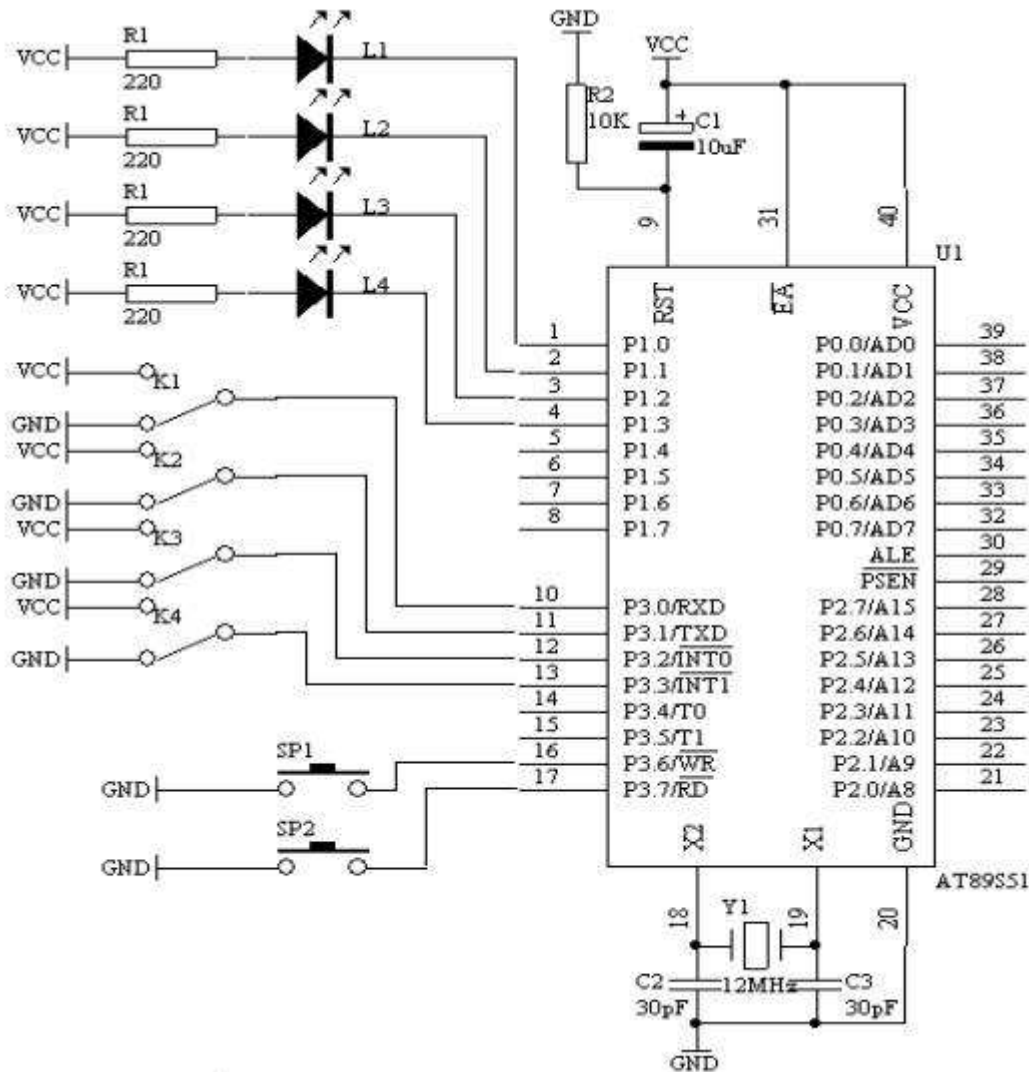 GND
VCC
R1
VCC
220
L1
R2
10K
C1
+
10uF
R1
VCC
220
L2
R1
VCC
220
L3
R1
VCC
220
L4
9
31
40
U1
RST
EA
VCC
1 P1.0 P0.0/AD0 39
2 P1.1 P0.1/AD1 38
3 P1.2 P0.2/AD2 37
4 P1.3 P0.3/AD3 36
5 P1.4 P0.4/AD4 35
6 P1.5 P0.5/AD5 34
7 P1.6 P0.6/AD6 33
8 P1.7 P0.7/AD7 32
ALE 30
PSEN 29
10 P3.0/RXD P2.7/A15 28
11 P3.1/TXD P2.6/A14 27
12 P3.2/INT0 P2.5/A13 26
13 P3.3/INT1 P2.4/A12 25
14 P3.4/T0 P2.3/A11 24
15 P3.5/T1 P2.2/A10 23
16 P3.6/WR P2.1/A9 22
17 P3.7/RD P2.0/A8 21
VCC
K1
GND
VCC
K2
GND
VCC
K3
GND
VCC
K4
GND
SP1
GND
SP2
GND
X2
X1
GND
AT89S51
18
Y1
19
20
C2
12MHz
C3
30pF
30pF
GND